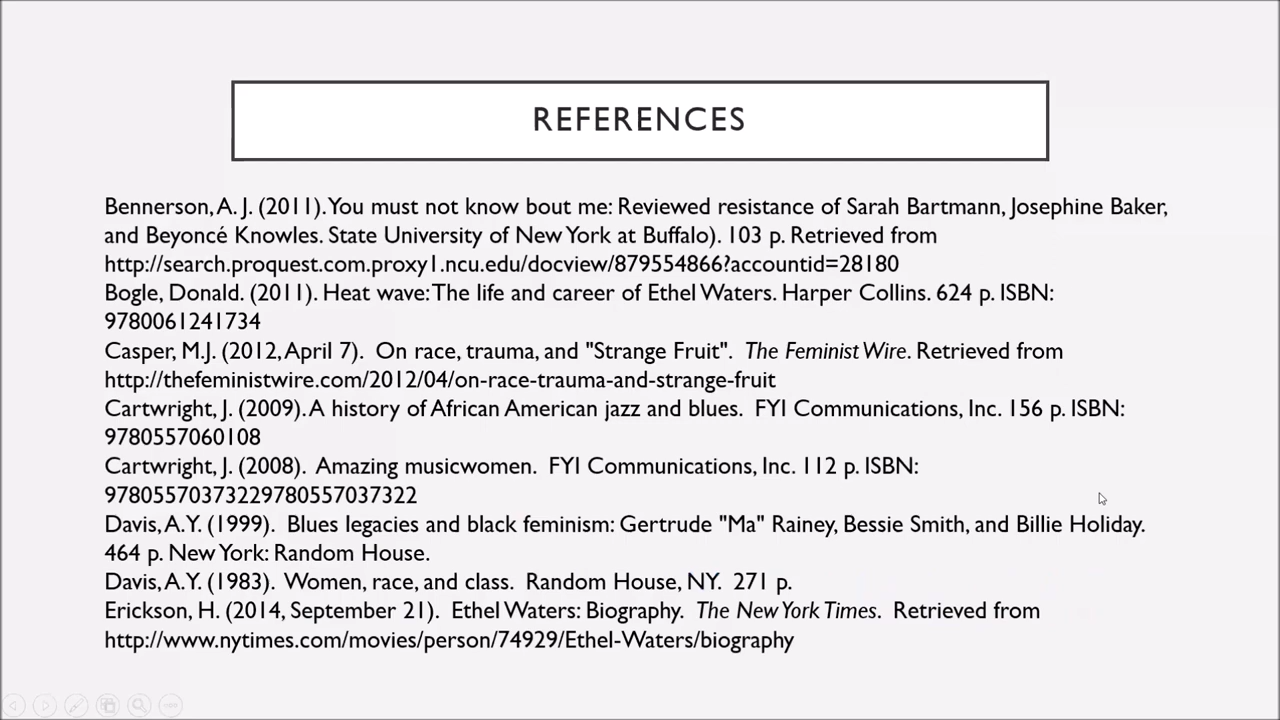 REFERENCES
Bennerson, A. J. (2011). You must not know bout me: Reviewed resistance of Sarah Bartmann, Josephine Baker,
and Beyoncé Knowles. State University of New York at Buffalo). 103 p. Retrieved from
http://search.proquest.com.proxy1.ncu.edu/docview/879554866?accountid=28180
Bogle, Donald. (2011). Heat wave: The life and career of Ethel Waters. Harper Collins. 624 p. ISBN:
9780061241734
Casper, M.J. (2012, April 7).  On race, trauma, and "Strange Fruit".  The Feminist Wire. Retrieved from
http://thefeministwire.com/2012/04/on-race-trauma-and-strange-fruit
Cartwright, J. (2009). A history of African American jazz and blues.  FYI Communications, Inc. 156 p. ISBN:
9780557060108
Cartwright, J. (2008).  Amazing musicwomen.  FYI Communications, Inc. 112 p. ISBN:
97805570373229780557037322
Davis, A.Y. (1999).  Blues legacies and black feminism: Gertrude "Ma" Rainey, Bessie Smith, and Billie Holiday.
464 p. New York: Random House.
Davis, A.Y. (1983).  Women, race, and class.  Random House, NY.  271 p.
Erickson, H. (2014, September 21).  Ethel Waters: Biography.  The New York Times.  Retrieved from
http://www.nytimes.com/movies/person/74929/Ethel-Waters/biography